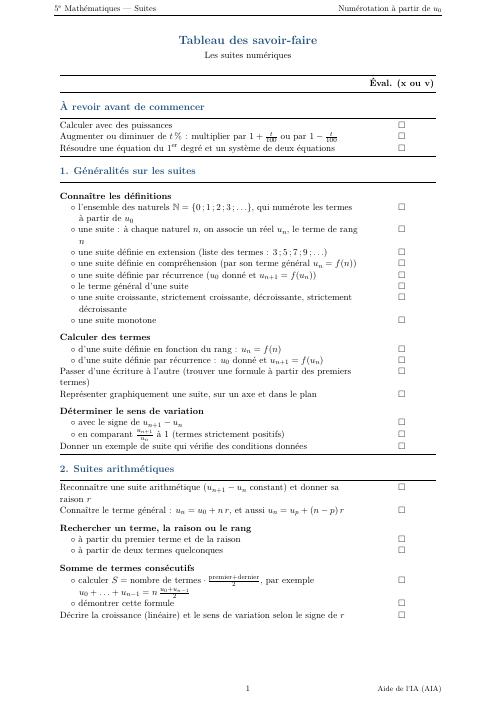 5e Mathématiques — Suites
Numérotation à partir de u₀
Tableau des savoir-faire
Les suites numériques
Éval. (x ou v)
À revoir avant de commencer
Calculer avec des puissances ☐
Augmenter ou diminuer de t % : multiplier par 1 + t/100 ou par 1 − t/100 ☐
Résoudre une équation du 1er degré et un système de deux équations ☐
1. Généralités sur les suites
Connaître les définitions
∘ l'ensemble des naturels ℕ = {0 ; 1 ; 2 ; 3 ; . . .}, qui numérote les termes ☐
à partir de u₀
∘ une suite : à chaque naturel n, on associe un réel uₙ, le terme de rang ☐
n
∘ une suite définie en extension (liste des termes : 3 ; 5 ; 7 ; 9 ; . . .) ☐
∘ une suite définie en compréhension (par son terme général uₙ = f(n)) ☐
∘ une suite définie par récurrence (u₀ donné et uₙ₊₁ = f(uₙ)) ☐
∘ le terme général d'une suite ☐
∘ une suite croissante, strictement croissante, décroissante, strictement ☐
décroissante
∘ une suite monotone ☐
Calculer des termes
∘ d'une suite définie en fonction du rang : uₙ = f(n) ☐
∘ d'une suite définie par récurrence : u₀ donné et uₙ₊₁ = f(uₙ) ☐
Passer d'une écriture à l'autre (trouver une formule à partir des premiers ☐
termes)
Représenter graphiquement une suite, sur un axe et dans le plan ☐
Déterminer le sens de variation
∘ avec le signe de uₙ₊₁ − uₙ ☐
∘ en comparant uₙ₊₁/uₙ à 1 (termes strictement positifs) ☐
Donner un exemple de suite qui vérifie des conditions données ☐
2. Suites arithmétiques
Reconnaître une suite arithmétique (uₙ₊₁ − uₙ constant) et donner sa ☐
raison r
Connaître le terme général : uₙ = u₀ + n r, et aussi uₙ = uₚ + (n − p) r ☐
Rechercher un terme, la raison ou le rang
∘ à partir du premier terme et de la raison ☐
∘ à partir de deux termes quelconques ☐
Somme de termes consécutifs
∘ calculer S = nombre de termes · premier+dernier/2, par exemple ☐
u₀ + . . . + uₙ₋₁ = n u₀+uₙ₋₁/2
∘ démontrer cette formule ☐
Décrire la croissance (linéaire) et le sens de variation selon le signe de r ☐
1
Aide de l'IA (AIA)